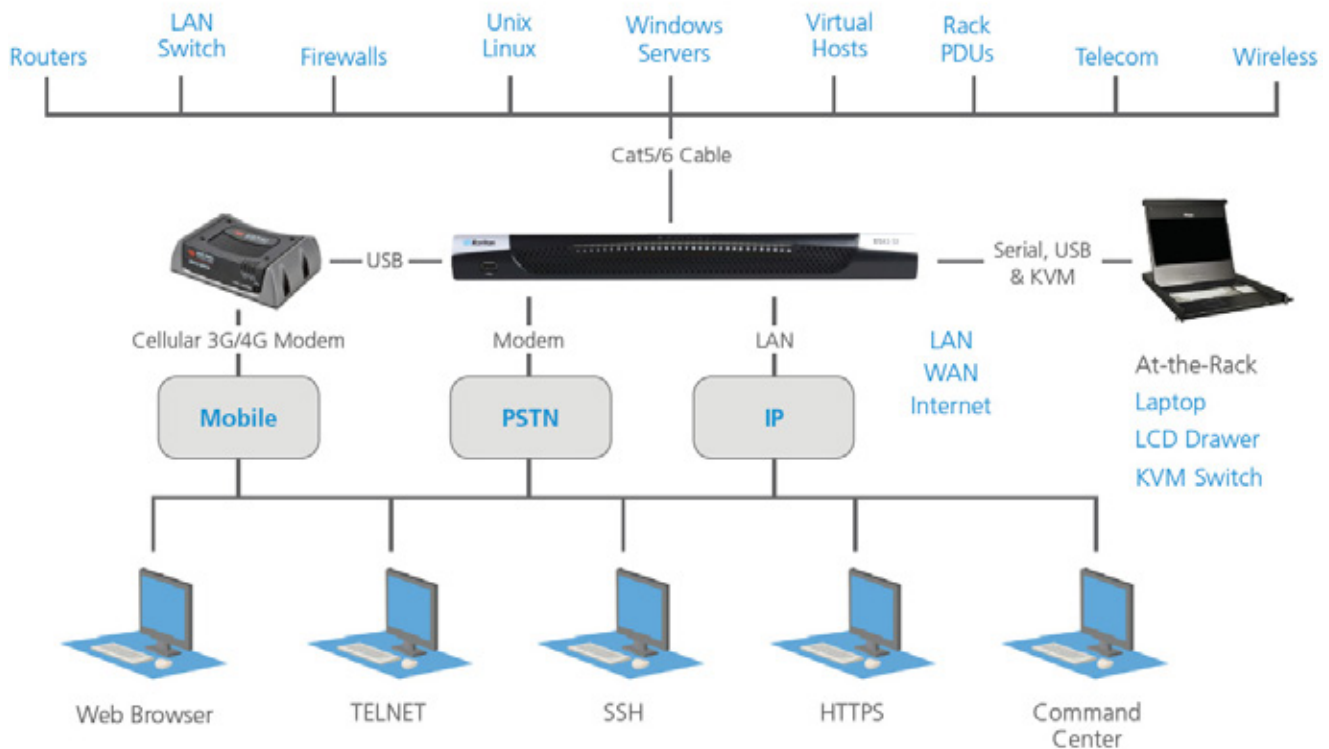 Routers
LAN
Switch
Firewalls
Unix
Linux
Windows
Servers
Virtual
Hosts
Rack
PDUs
Telecom
Wireless
Cat5/6 Cable
USB
Raritan
Serial, USB
& KVM
Cellular 3G/4G Modem
Modem
LAN
LAN
WAN
Internet
At-the-Rack
Laptop
LCD Drawer
KVM Switch
Mobile
PSTN
IP
Web Browser
TELNET
SSH
HTTPS
Command
Center